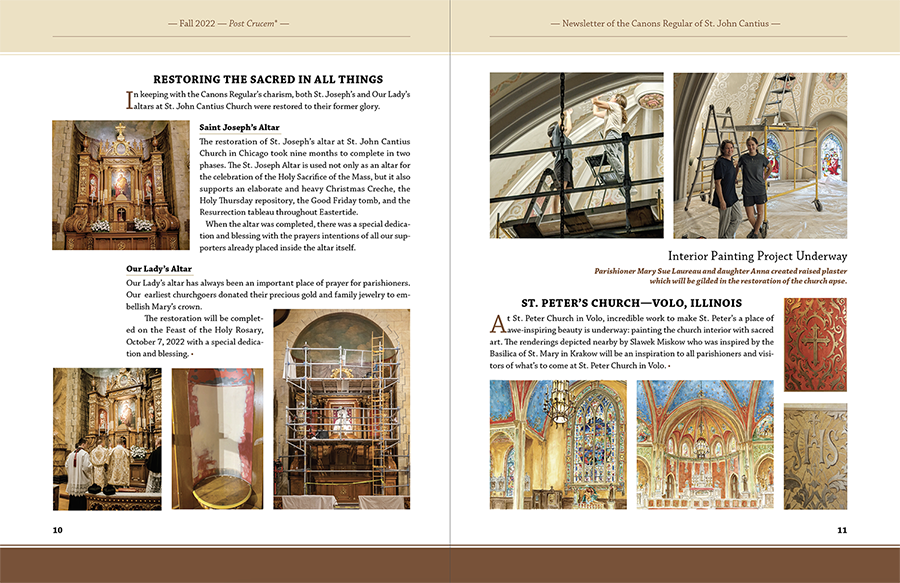 — Fall 2022 — Post Crucem* —
RESTORING THE SACRED IN ALL THINGS
In keeping with the Canons Regular's charism, both St. Joseph's and Our Lady's
altars at St. John Cantius Church were restored to their former glory.
Saint Joseph's Altar
The restoration of St. Joseph's altar at St. John Cantius
Church in Chicago took nine months to complete in two
phases. The St. Joseph Altar is used not only as an altar for
the celebration of the Holy Sacrifice of the Mass, but it also
supports an elaborate and heavy Christmas Creche, the
Holy Thursday repository, the Good Friday tomb, and the
Resurrection tableau throughout Eastertide.
When the altar was completed, there was a special dedica-
tion and blessing with the prayers intentions of all our sup-
porters already placed inside the altar itself.
Our Lady's Altar
Our Lady's altar has always been an important place of prayer for parishioners.
Our earliest churchgoers donated their precious gold and family jewelry to em-
bellish Mary's crown.
The restoration will be complet-
ed on the Feast of the Holy Rosary,
October 7, 2022 with a special dedica-
tion and blessing. •
10
— Newsletter of the Canons Regular of St. John Cantius —
Interior Painting Project Underway
Parishioner Mary Sue Laureau and daughter Anna created raised plaster
which will be gilded in the restoration of the church apse.
ST. PETER'S CHURCH—VOLO, ILLINOIS
At St. Peter Church in Volo, incredible work to make St. Peter's a place of
awe-inspiring beauty is underway: painting the church interior with sacred
art. The renderings depicted nearby by Slawek Miskow who was inspired by the
Basilica of St. Mary in Krakow will be an inspiration to all parishioners and visi-
tors of what's to come at St. Peter Church in Volo. •
IHS
11